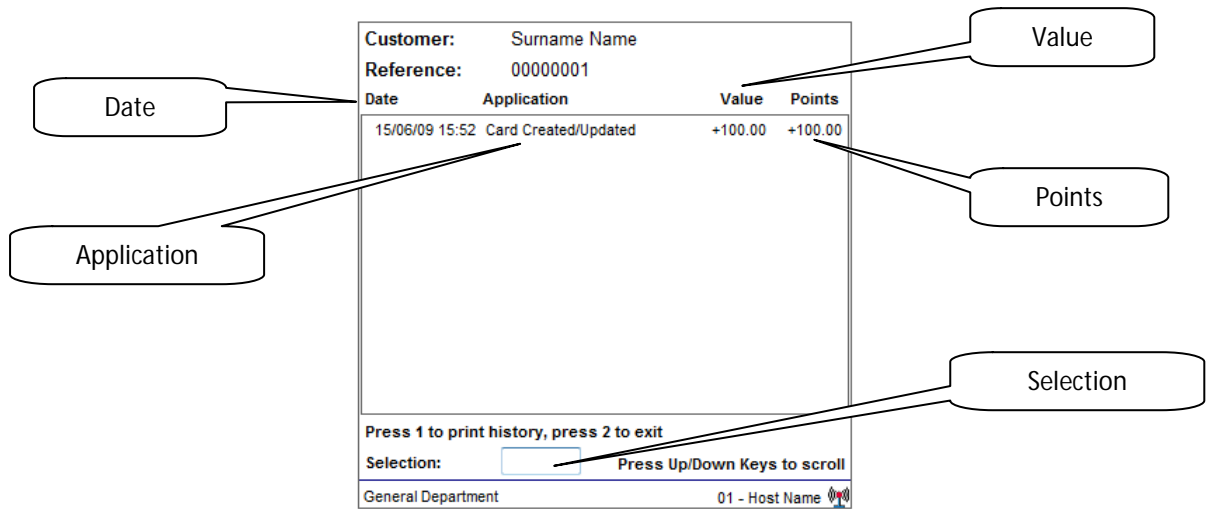 Customer: Surname Name
Value
Reference: 00000001
Date
Date Application Value Points
15/06/09 15:52 Card Created/Updated +100.00 +100.00
Points
Application
Selection
Press 1 to print history, press 2 to exit
Selection: Press Up/Down Keys to scroll
General Department 01 - Host Name